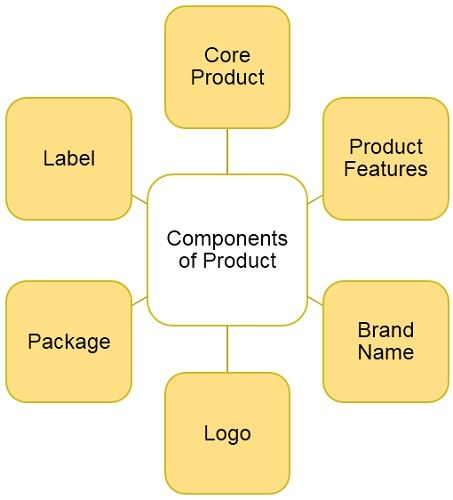 Core
Product
Product
Features
Brand
Name
Logo
Package
Label
Components
of Product